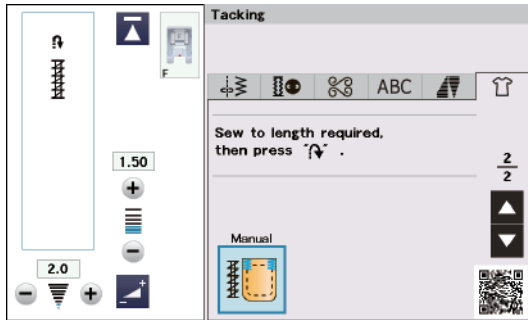 Tacking
F
ABC
Sew to length required,
then press "↷" .
1.50
2
2
Manual
2.0